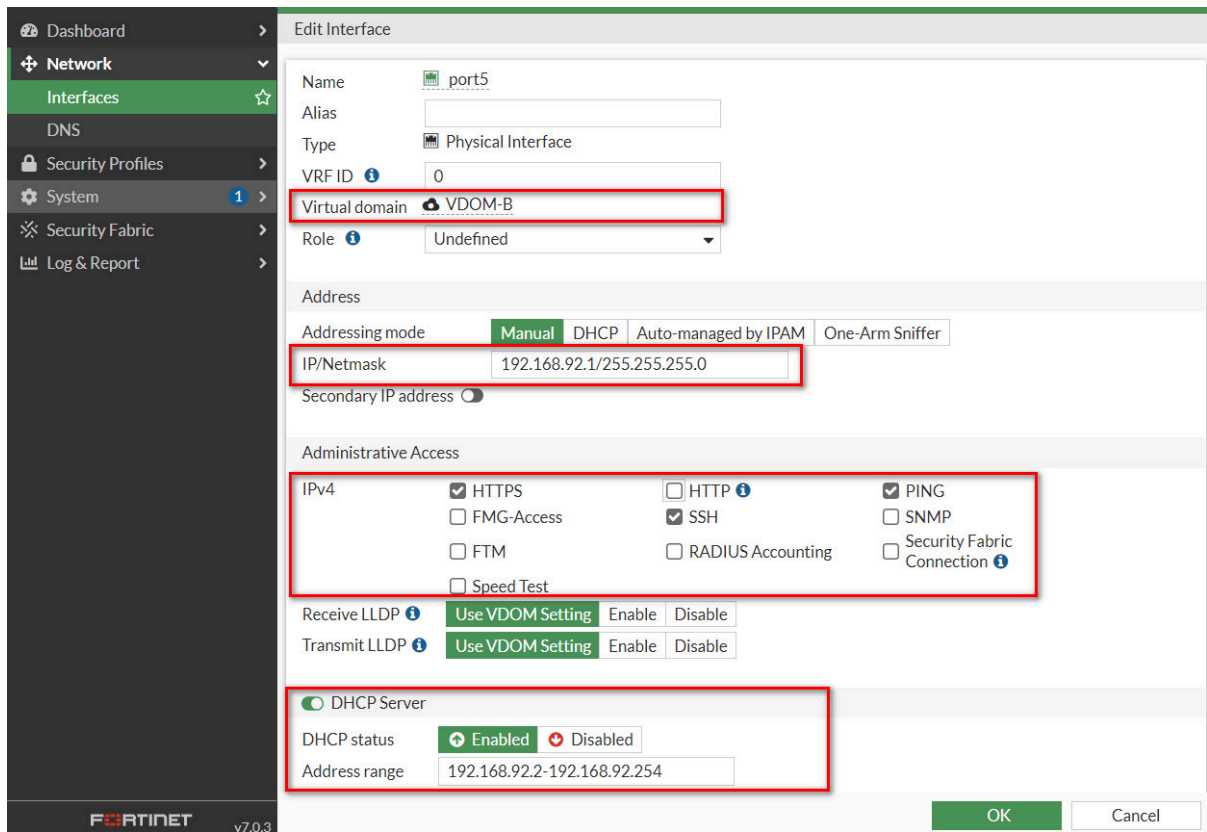 Dashboard
Network
Interfaces
DNS
Security Profiles
System 1
Security Fabric
Log & Report
FORTINET v7.0.3
Edit Interface
Name port5
Alias
Type Physical Interface
VRF ID 0
Virtual domain VDOM-B
Role Undefined
Address
Addressing mode Manual DHCP Auto-managed by IPAM One-Arm Sniffer
IP/Netmask 192.168.92.1/255.255.255.0
Secondary IP address
Administrative Access
IPv4 HTTPS HTTP PING
FMG-Access SSH SNMP
FTM RADIUS Accounting Security Fabric Connection
Speed Test
Receive LLDP Use VDOM Setting Enable Disable
Transmit LLDP Use VDOM Setting Enable Disable
DHCP Server
DHCP status Enabled Disabled
Address range 192.168.92.2-192.168.92.254
OK Cancel